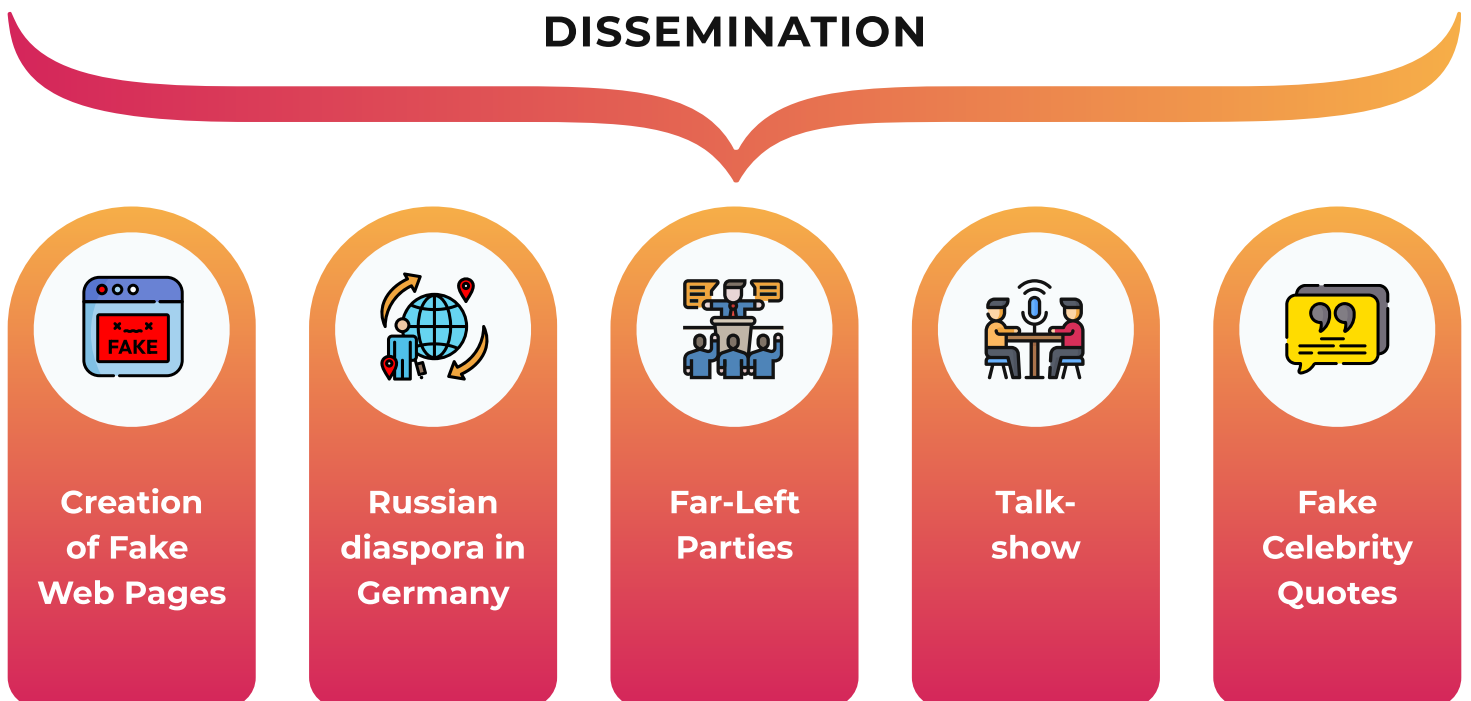 DISSEMINATION
FAKE
Creation
of Fake
Web Pages
Russian
diaspora in
Germany
Far-Left
Parties
Talk-
show
Fake
Celebrity
Quotes